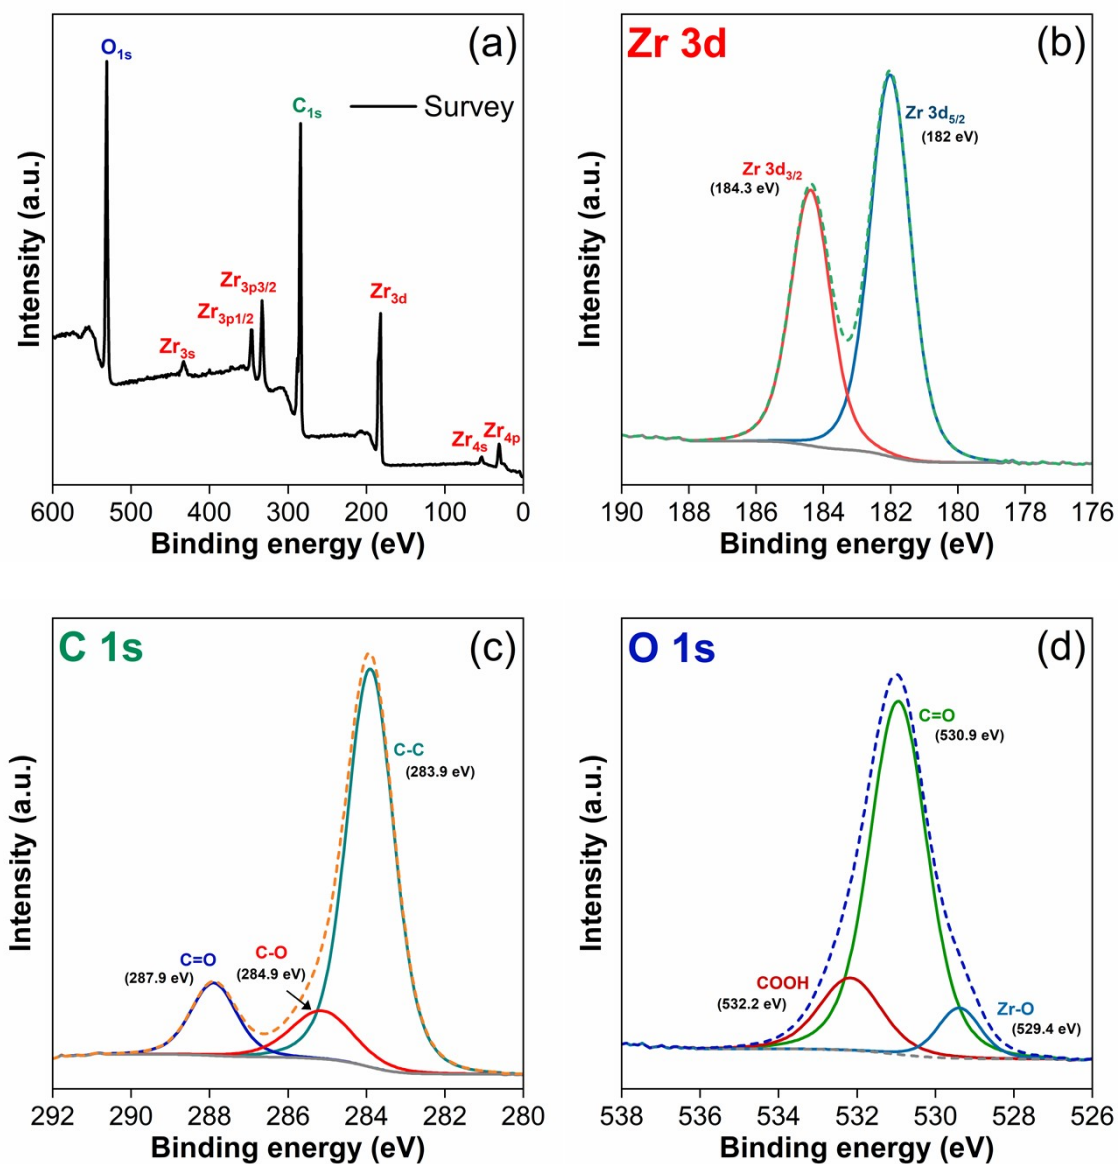 (a)
O1s
C1s
Survey
Zr3p3/2
Zr3p1/2
Zr3d
Zr3s
Zr4s
Zr4p
Intensity (a.u.)
600 500 400 300 200 100 0
Binding energy (eV)
Zr 3d
(b)
Zr 3d5/2
(182 eV)
Zr 3d3/2
(184.3 eV)
Intensity (a.u.)
190 188 186 184 182 180 178 176
Binding energy (eV)
C 1s
(c)
C-C
(283.9 eV)
C=O
(287.9 eV)
C-O
(284.9 eV)
Intensity (a.u.)
292 290 288 286 284 282 280
Binding energy (eV)
O 1s
(d)
C=O
(530.9 eV)
COOH
(532.2 eV)
Zr-O
(529.4 eV)
Intensity (a.u.)
538 536 534 532 530 528 526
Binding energy (eV)